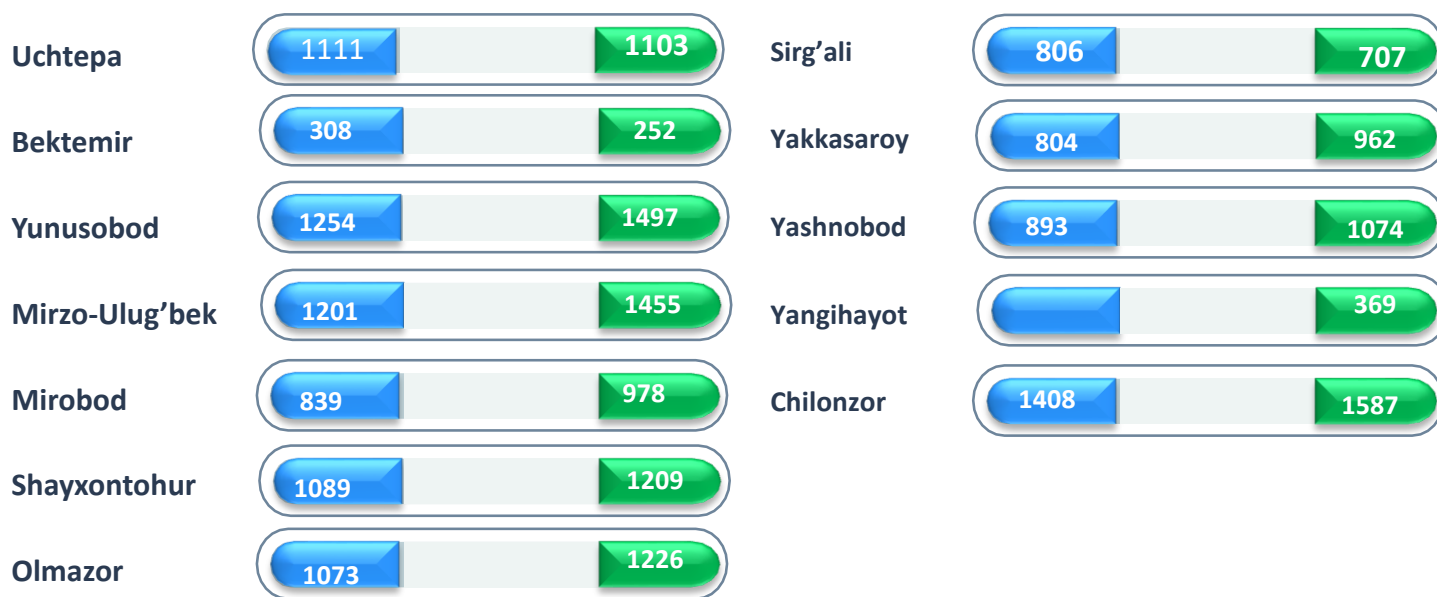 Uchtepa 1111 1103
Bektemir 308 252
Yunusobod 1254 1497
Mirzo-Ulug’bek 1201 1455
Mirobod 839 978
Shayxontohur 1089 1209
Olmazor 1073 1226
Sirg’ali 806 707
Yakkasaroy 804 962
Yashnobod 893 1074
Yangihayot 369
Chilonzor 1408 1587